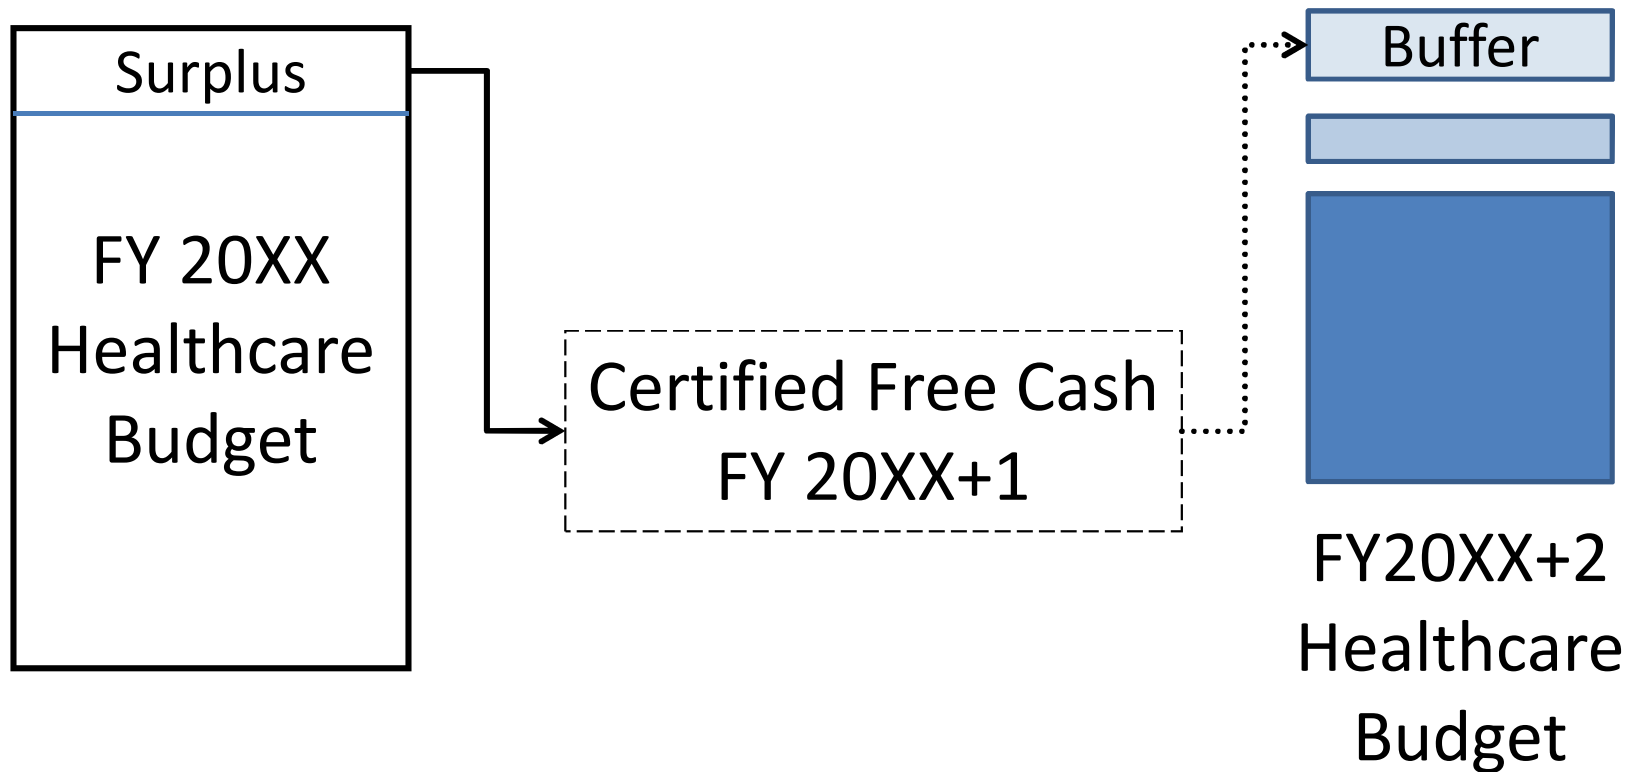 Surplus
FY 20XX
Healthcare
Budget
Certified Free Cash
FY 20XX+1
Buffer
FY20XX+2
Healthcare
Budget